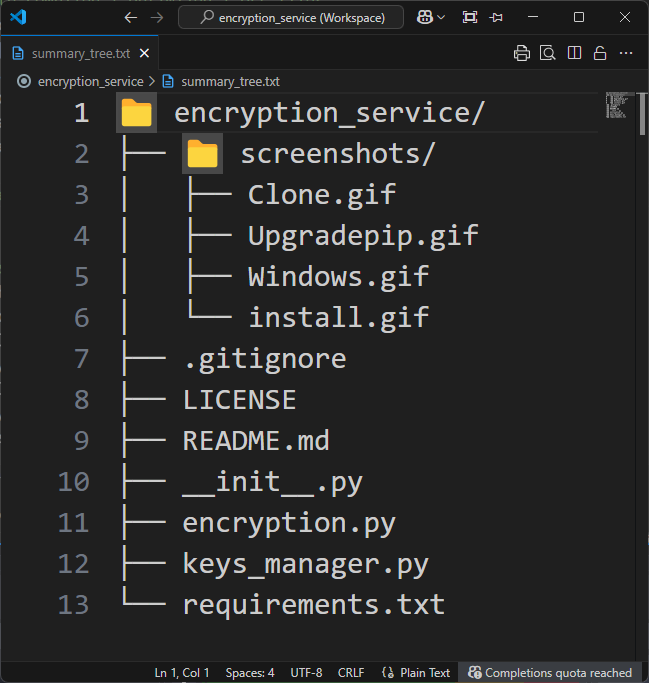 encryption_service (Workspace)
summary_tree.txt
encryption_service > summary_tree.txt
1 📁 encryption_service/
2 ├── 📁 screenshots/
3 │   ├── Clone.gif
4 │   ├── Upgradepip.gif
5 │   ├── Windows.gif
6 │   └── install.gif
7 ├── .gitignore
8 ├── LICENSE
9 ├── README.md
10 ├── __init__.py
11 ├── encryption.py
12 ├── keys_manager.py
13 └── requirements.txt
Ln 1, Col 1 Spaces: 4 UTF-8 CRLF Plain Text Completions quota reached